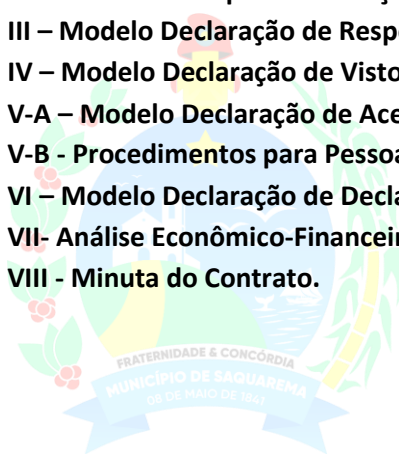 III – Modelo Declaração de Resp
IV – Modelo Declaração de Visto
V-A – Modelo Declaração de Ace
V-B - Procedimentos para Pessoa
VI – Modelo Declaração de Decla
VII- Análise Econômico-Financeir
VIII - Minuta do Contrato.
FRATERNIDADE & CONCÓRDIA
MUNICÍPIO DE SAQUAREMA
08 DE MAIO DE 1841